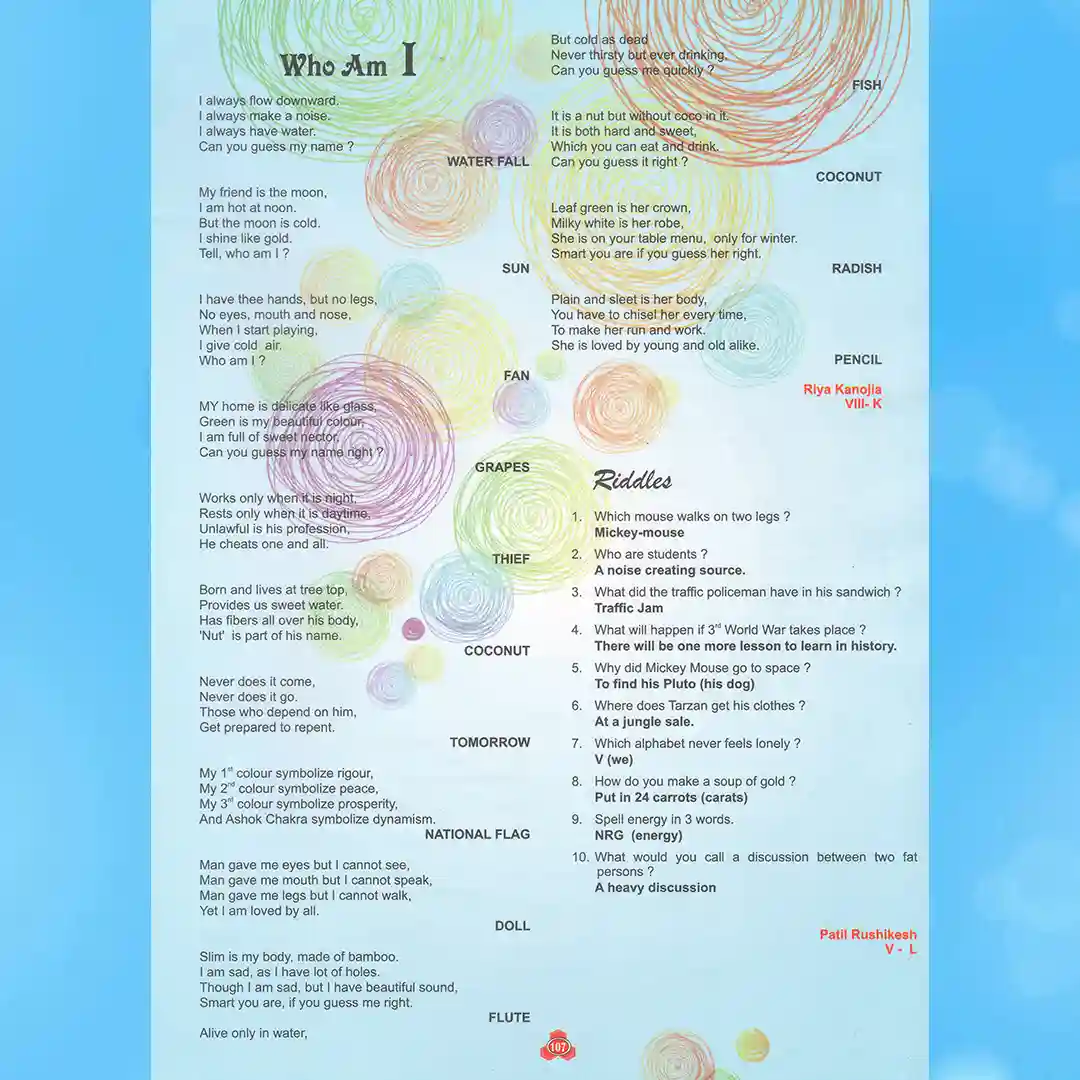 Who Am I
I always flow downward.
I always make a noise.
I always have water.
Can you guess my name ?
WATER FALL
My friend is the moon,
I am hot at noon.
But the moon is cold.
I shine like gold.
Tell, who am I ?
SUN
I have thee hands, but no legs,
No eyes, mouth and nose,
When I start playing,
I give cold air.
Who am I ?
FAN
MY home is delicate like glass,
Green is my beautiful colour,
I am full of sweet nector,
Can you guess my name right ?
GRAPES
Works only when it is night,
Rests only when it is daytime,
Unlawful is his profession,
He cheats one and all.
THIEF
Born and lives at tree top,
Provides us sweet water.
Has fibers all over his body,
'Nut' is part of his name.
COCONUT
Never does it come,
Never does it go.
Those who depend on him,
Get prepared to repent.
TOMORROW
My 1st colour symbolize rigour,
My 2nd colour symbolize peace,
My 3rd colour symbolize prosperity,
And Ashok Chakra symbolize dynamism.
NATIONAL FLAG
Man gave me eyes but I cannot see,
Man gave me mouth but I cannot speak,
Man gave me legs but I cannot walk,
Yet I am loved by all.
DOLL
Slim is my body, made of bamboo.
I am sad, as I have lot of holes.
Though I am sad, but I have beautiful sound,
Smart you are, if you guess me right.
FLUTE
Alive only in water,
But cold as dead
Never thirsty but ever drinking,
Can you guess me quickly ?
FISH
It is a nut but without coco in it.
It is both hard and sweet,
Which you can eat and drink.
Can you guess it right ?
COCONUT
Leaf green is her crown,
Milky white is her robe,
She is on your table menu, only for winter.
Smart you are if you guess her right.
RADISH
Plain and sleet is her body,
You have to chisel her every time,
To make her run and work.
She is loved by young and old alike.
PENCIL
Riya Kanojia
VIII- K
Riddles
1. Which mouse walks on two legs ?
Mickey-mouse
2. Who are students ?
A noise creating source.
3. What did the traffic policeman have in his sandwich ?
Traffic Jam
4. What will happen if 3rd World War takes place ?
There will be one more lesson to learn in history.
5. Why did Mickey Mouse go to space ?
To find his Pluto (his dog)
6. Where does Tarzan get his clothes ?
At a jungle sale.
7. Which alphabet never feels lonely ?
V (we)
8. How do you make a soup of gold ?
Put in 24 carrots (carats)
9. Spell energy in 3 words.
NRG (energy)
10. What would you call a discussion between two fat
persons ?
A heavy discussion
Patil Rushikesh
V - L
107